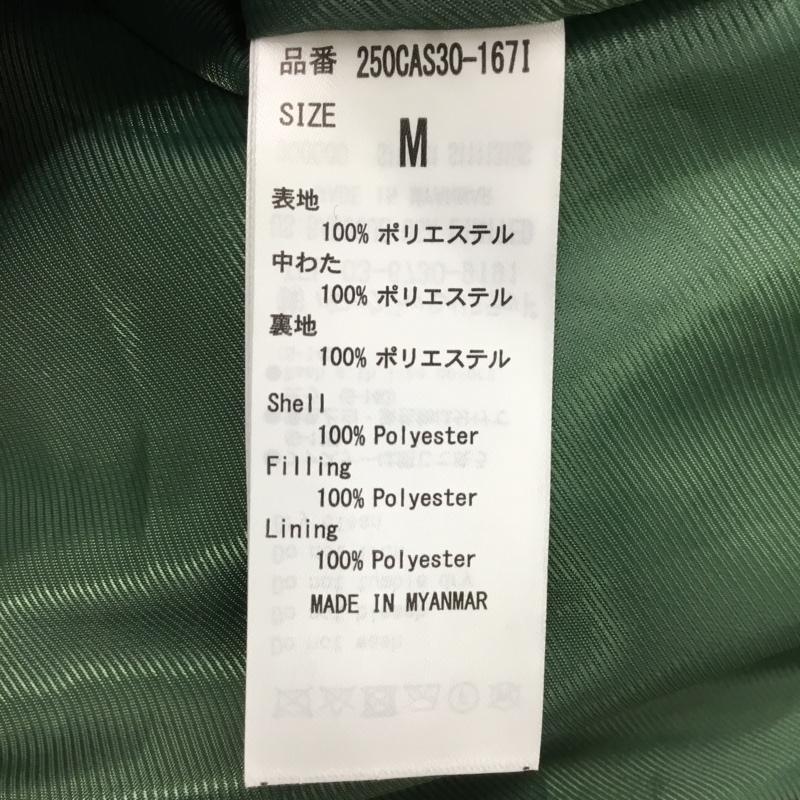 品番 250CAS30-167I
SIZE M
表地
100% ポリエステル
中わた
100% ポリエステル
裏地
100% ポリエステル
Shell
100% Polyester
Filling
100% Polyester
Lining
100% Polyester
MADE IN MYANMAR